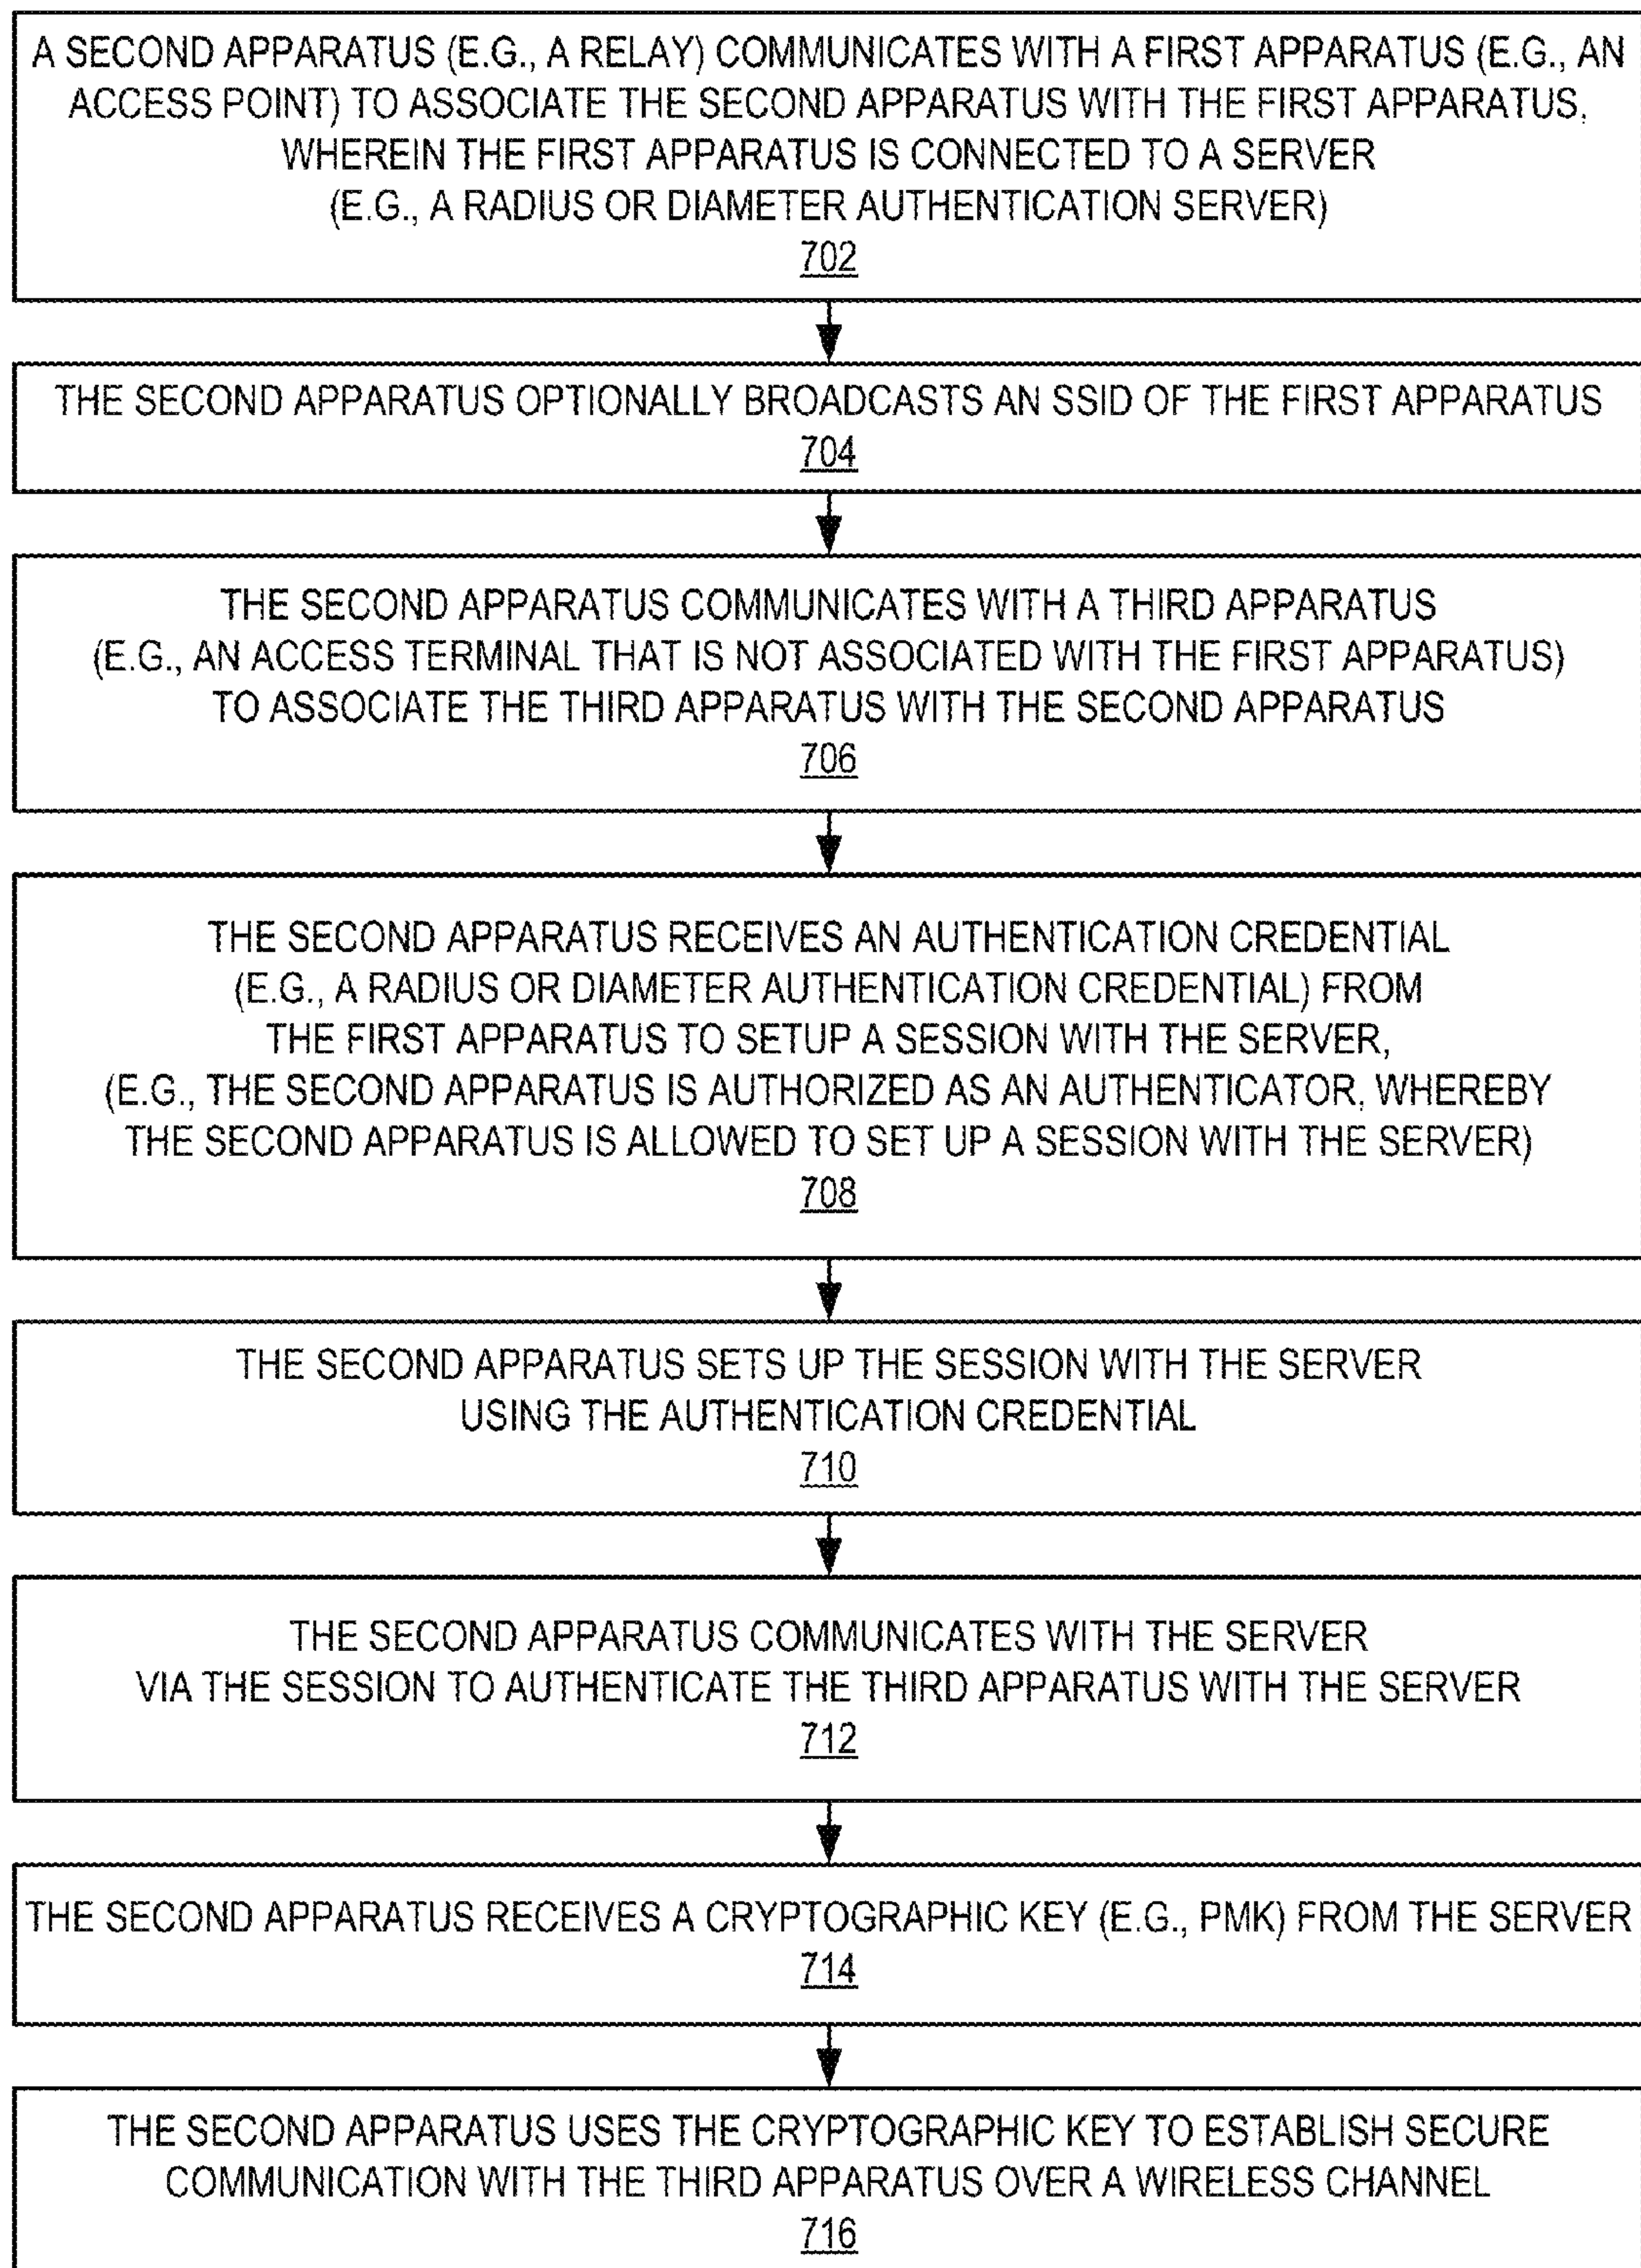 A SECOND APPARATUS (E.G., A RELAY) COMMUNICATES WITH A FIRST APPARATUS (E.G., AN
ACCESS POINT) TO ASSOCIATE THE SECOND APPARATUS WITH THE FIRST APPARATUS,
WHEREIN THE FIRST APPARATUS IS CONNECTED TO A SERVER
(E.G., A RADIUS OR DIAMETER AUTHENTICATION SERVER)
702
THE SECOND APPARATUS OPTIONALLY BROADCASTS AN SSID OF THE FIRST APPARATUS
704
THE SECOND APPARATUS COMMUNICATES WITH A THIRD APPARATUS
(E.G., AN ACCESS TERMINAL THAT IS NOT ASSOCIATED WITH THE FIRST APPARATUS)
TO ASSOCIATE THE THIRD APPARATUS WITH THE SECOND APPARATUS
706
THE SECOND APPARATUS RECEIVES AN AUTHENTICATION CREDENTIAL
(E.G., A RADIUS OR DIAMETER AUTHENTICATION CREDENTIAL) FROM
THE FIRST APPARATUS TO SETUP A SESSION WITH THE SERVER,
(E.G., THE SECOND APPARATUS IS AUTHORIZED AS AN AUTHENTICATOR, WHEREBY
THE SECOND APPARATUS IS ALLOWED TO SET UP A SESSION WITH THE SERVER)
708
THE SECOND APPARATUS SETS UP THE SESSION WITH THE SERVER
USING THE AUTHENTICATION CREDENTIAL
710
THE SECOND APPARATUS COMMUNICATES WITH THE SERVER
VIA THE SESSION TO AUTHENTICATE THE THIRD APPARATUS WITH THE SERVER
712
THE SECOND APPARATUS RECEIVES A CRYPTOGRAPHIC KEY (E.G., PMK) FROM THE SERVER
714
THE SECOND APPARATUS USES THE CRYPTOGRAPHIC KEY TO ESTABLISH SECURE
COMMUNICATION WITH THE THIRD APPARATUS OVER A WIRELESS CHANNEL
716